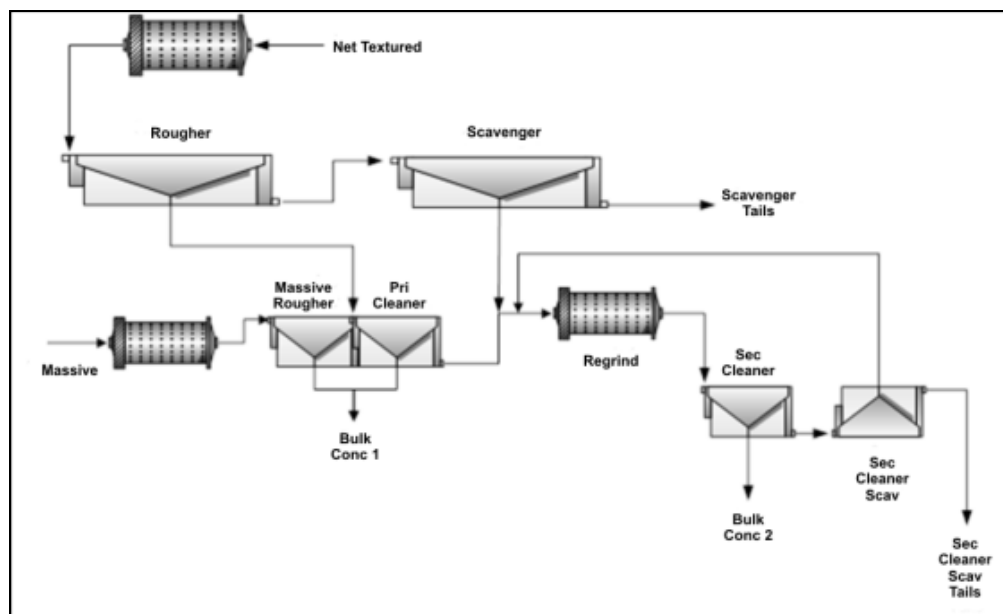 Net Textured
Rougher
Scavenger
Scavenger
Tails
Massive
Rougher
Pri
Cleaner
Massive
Regrind
Sec
Cleaner
Bulk
Conc 1
Sec
Cleaner
Scav
Bulk
Conc 2
Sec
Cleaner
Scav
Tails